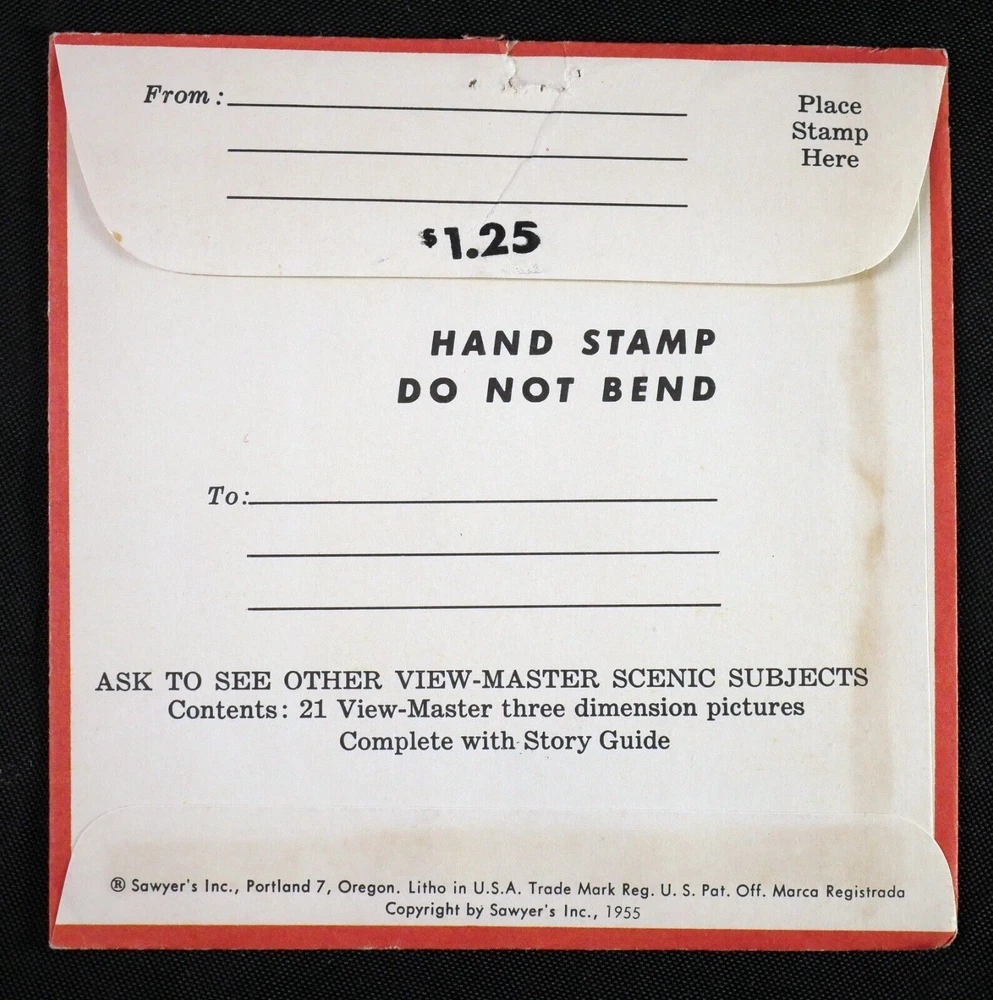 From:
Place
Stamp
Here
$1.25
HAND STAMP
DO NOT BEND
To:
ASK TO SEE OTHER VIEW-MASTER SCENIC SUBJECTS
Contents: 21 View-Master three dimension pictures
Complete with Story Guide
® Sawyer's Inc., Portland 7, Oregon. Litho in U.S.A. Trade Mark Reg. U. S. Pat. Off. Marca Registrada
Copyright by Sawyer's Inc., 1955